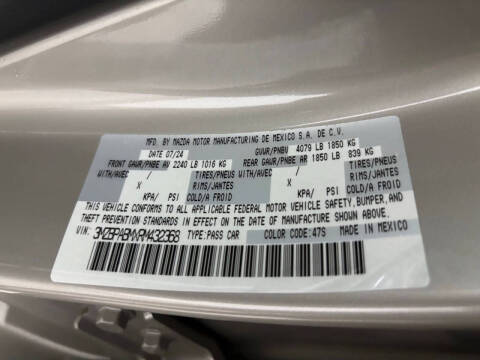 MFD. BY MAZDA MOTOR MANUFACTURING DE MEXICO S.A. DE C.V.
DATE 07/24 GVWR/PNBV 4079 LB 1850 KG
FRONT GAWR/PNBE AV 2240 LB 1016 KG REAR GAWR/PNBE AR 1850 LB 839 KG
WITH/AVEC / TIRES/PNEUS WITH/AVEC / TIRES/PNEUS
X RIMS/JANTES X RIMS/JANTES
KPA/ PSI COLD/A FROID KPA/ PSI COLD/A FROID
THIS VEHICLE CONFORMS TO ALL APPLICABLE FEDERAL MOTOR VEHICLE SAFETY, BUMPER, AND
THEFT PREVENTION STANDARDS IN EFFECT ON THE DATE OF MANUFACTURE SHOWN ABOVE.
VIN: TYPE:PASS CAR COLOR CODE:47S MADE IN MEXICO